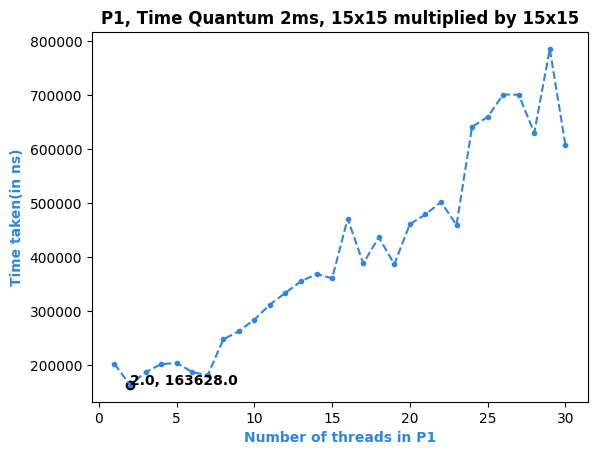 P1, Time Quantum 2ms, 15x15 multiplied by 15x15
Time taken(in ns)
800000
700000
600000
500000
400000
300000
200000
2.0, 163628.0
0 5 10 15 20 25 30
Number of threads in P1